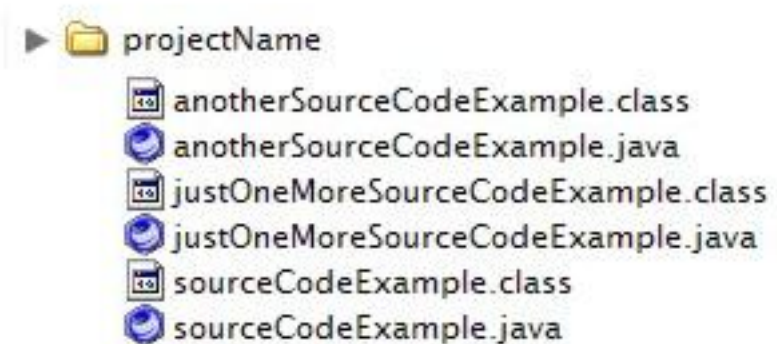 projectName
anotherSourceCodeExample.class
anotherSourceCodeExample.java
justOneMoreSourceCodeExample.class
justOneMoreSourceCodeExample.java
sourceCodeExample.class
sourceCodeExample.java